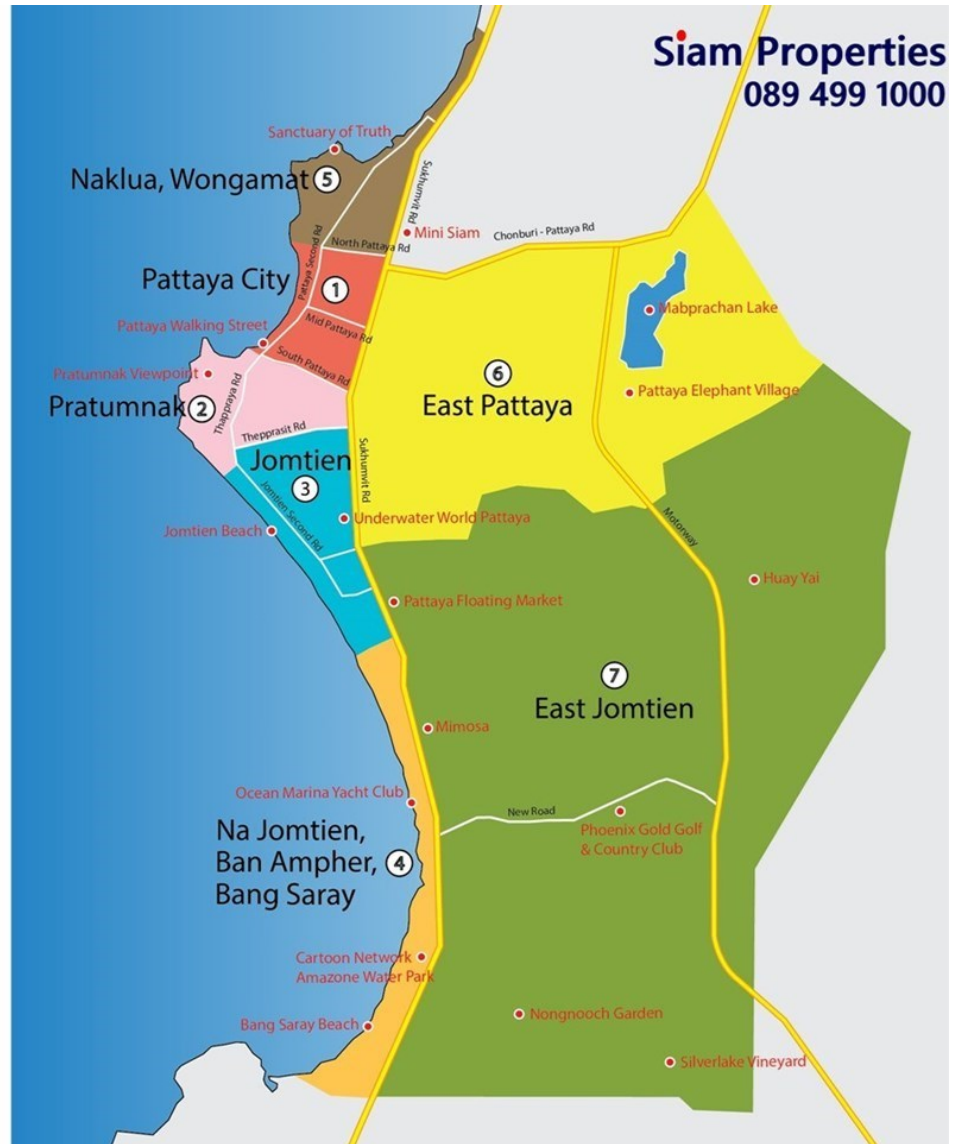 Siam Properties
089 499 1000
Sanctuary of Truth
Naklua, Wongamat 5
Sukhumvit Rd
Mini Siam
Chonburi - Pattaya Rd
North Pattaya Rd
Pattaya Second Rd
Pattaya City
1
Mabprachan Lake
Mid Pattaya Rd
Pattaya Walking Street
South Pattaya Rd
Pratumnak Viewpoint
6
East Pattaya
Pattaya Elephant Village
Pratumnak 2
Thappraya Rd
Thepprasit Rd
Jomtien
3
Sukhumvit Rd
Jomtien Second Rd
Underwater World Pattaya
Jomtien Beach
Motorway
Huay Yai
Pattaya Floating Market
7
East Jomtien
Mimosa
Ocean Marina Yacht Club
New Road
Phoenix Gold Golf
& Country Club
Na Jomtien,
Ban Ampher, 4
Bang Saray
Cartoon Network
Amazone Water Park
Bang Saray Beach
Nongnooch Garden
Silverlake Vineyard